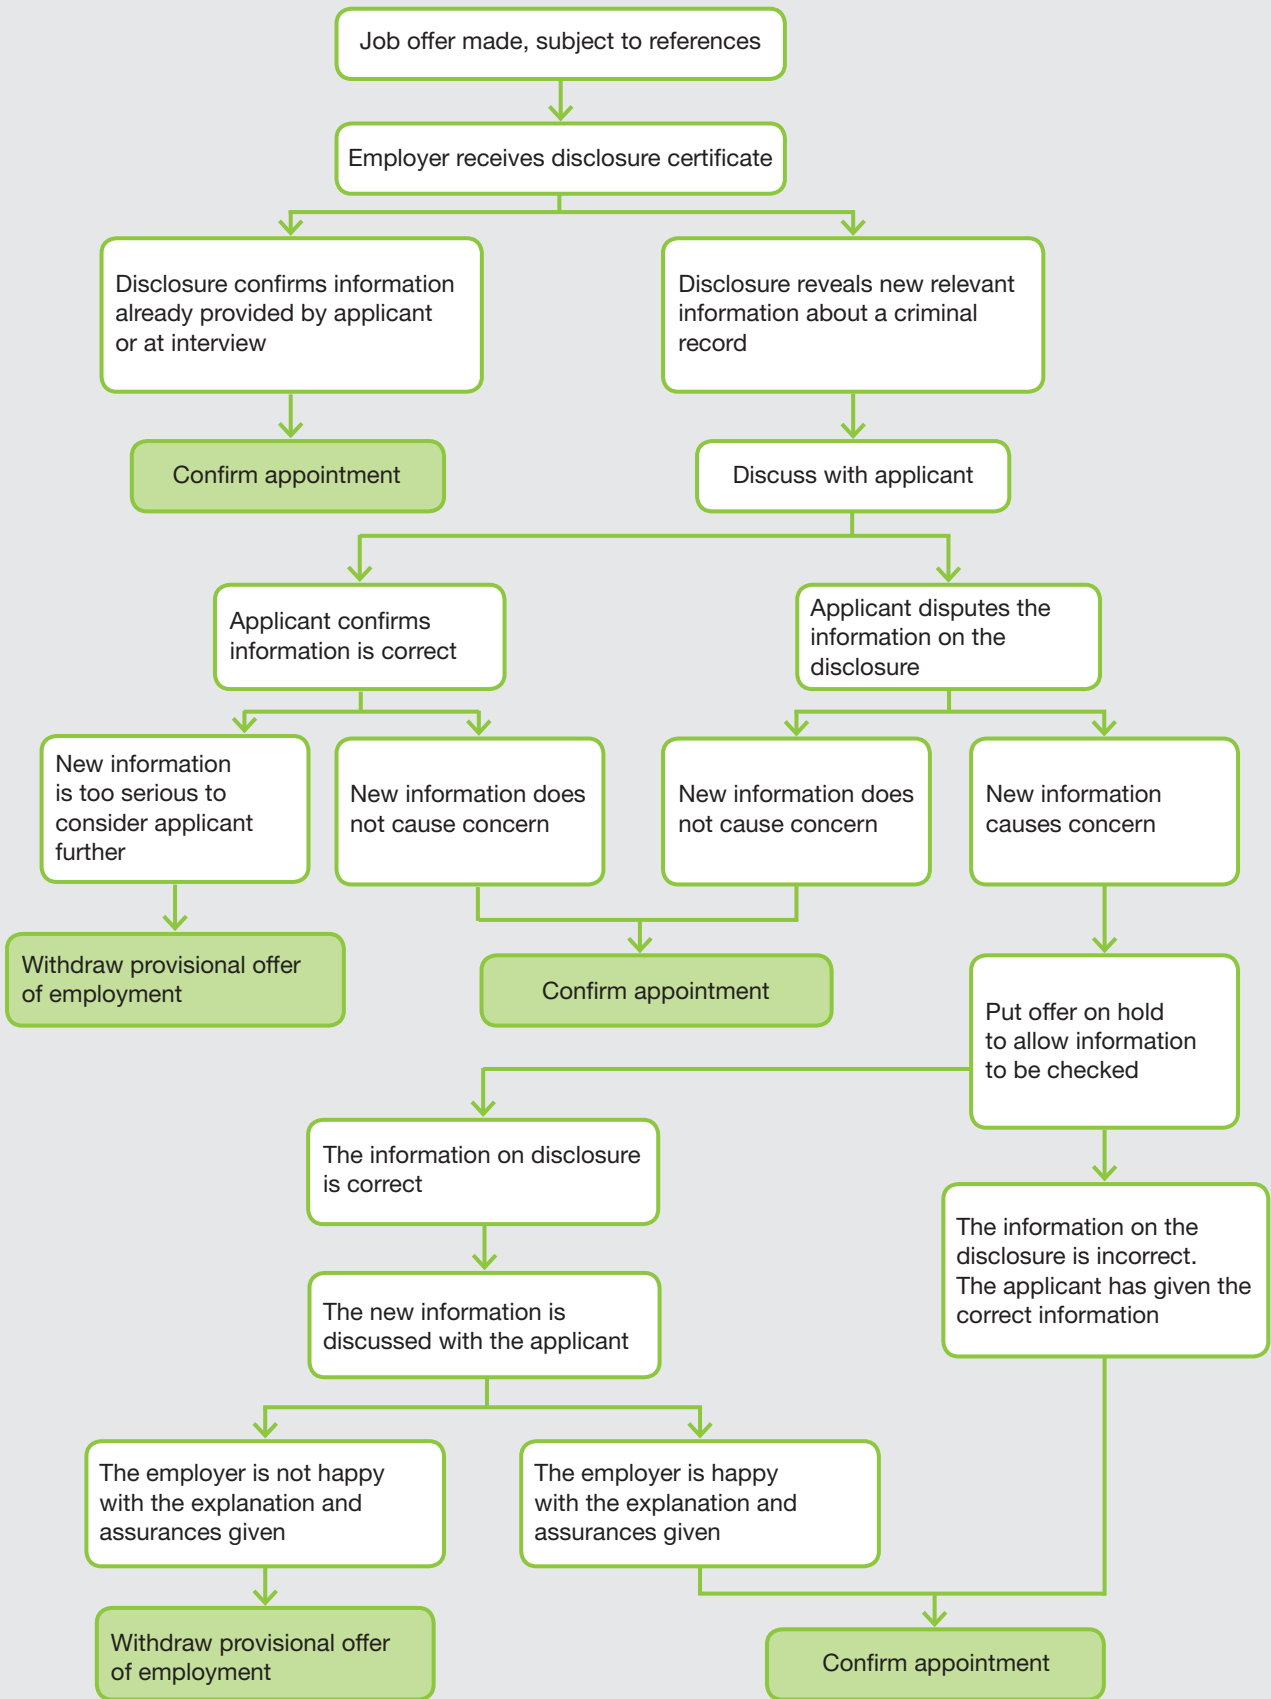 Job offer made, subject to references
Employer receives disclosure certificate
Disclosure confirms information
already provided by applicant
or at interview
Disclosure reveals new relevant
information about a criminal
record
Confirm appointment
Discuss with applicant
Applicant confirms
information is correct
Applicant disputes the
information on the
disclosure
New information
is too serious to
consider applicant
further
New information does
not cause concern
New information does
not cause concern
New information
causes concern
Withdraw provisional offer
of employment
Confirm appointment
Put offer on hold
to allow information
to be checked
The information on disclosure
is correct
The information on the
disclosure is incorrect.
The applicant has given the
correct information
The new information is
discussed with the applicant
The employer is not happy
with the explanation and
assurances given
The employer is happy
with the explanation and
assurances given
Withdraw provisional offer
of employment
Confirm appointment